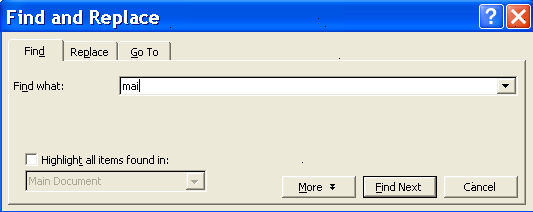 Find and Replace
Find Replace Go To
Find what: mai
Highlight all items found in:
Main Document
More Find Next Cancel